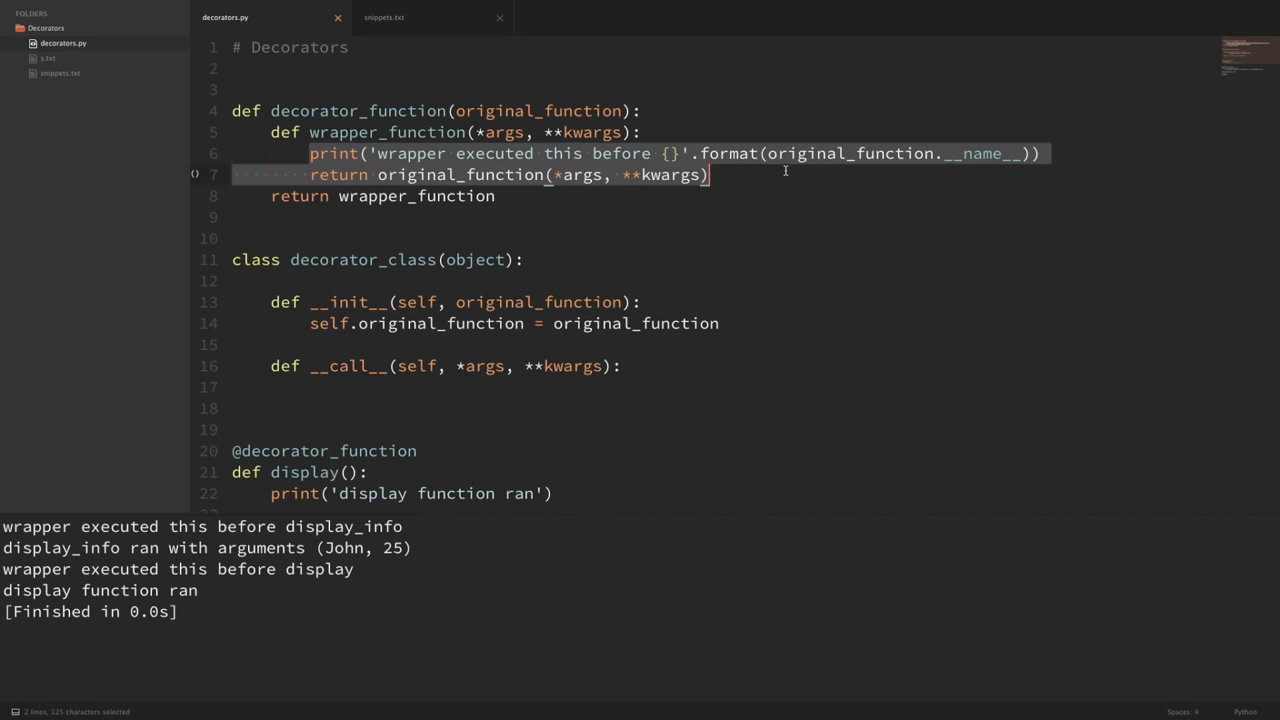 FOLDERS
Decorators
decorators.py
s.txt
snippets.txt
decorators.py
snippets.txt
1 # Decorators
2
3
4 def decorator_function(original_function):
5     def wrapper_function(*args, **kwargs):
6         print('wrapper executed this before {}'.format(original_function.__name__))
() 7         return original_function(*args, **kwargs)
8     return wrapper_function
9
10
11 class decorator_class(object):
12
13     def __init__(self, original_function):
14         self.original_function = original_function
15
16     def __call__(self, *args, **kwargs):
17
18
19
20 @decorator_function
21 def display():
22     print('display function ran')
wrapper executed this before display_info
display_info ran with arguments (John, 25)
wrapper executed this before display
display function ran
[Finished in 0.0s]
2 lines, 125 characters selected
Spaces: 4
Python